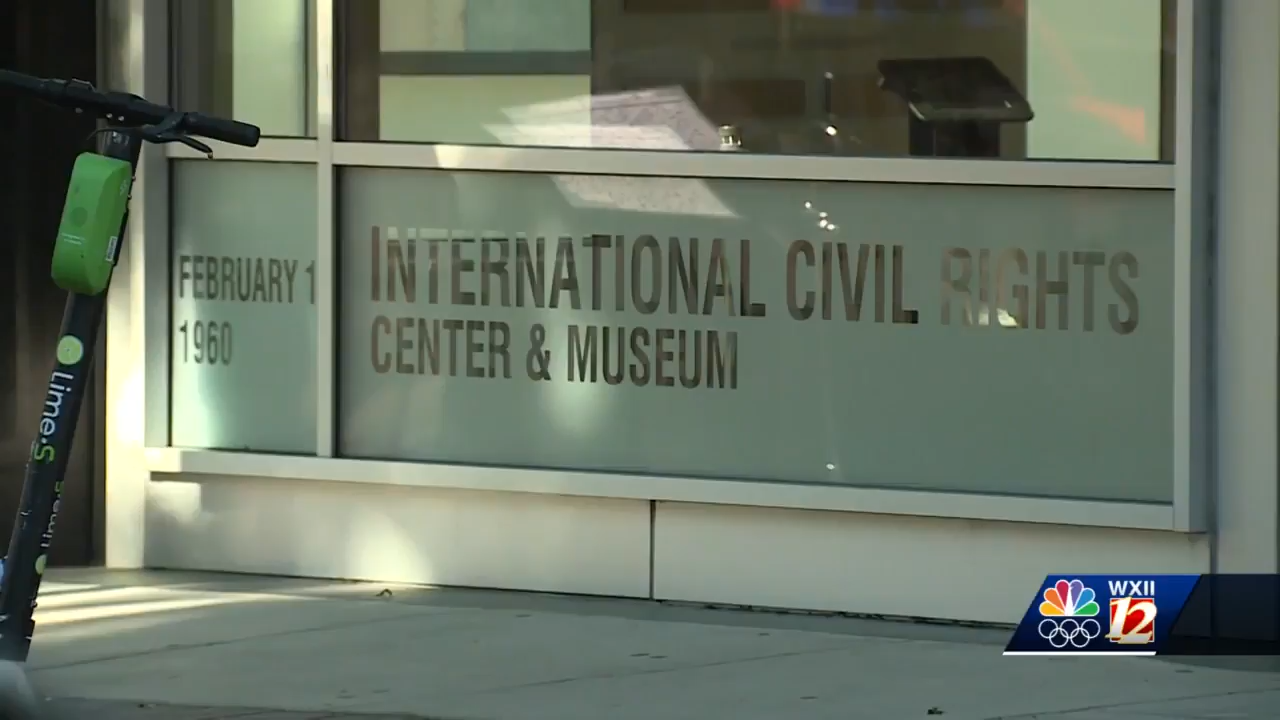 FEBRUARY 1
1960
INTERNATIONAL CIVIL RIGHTS
CENTER & MUSEUM
Lime-S
WXII
12